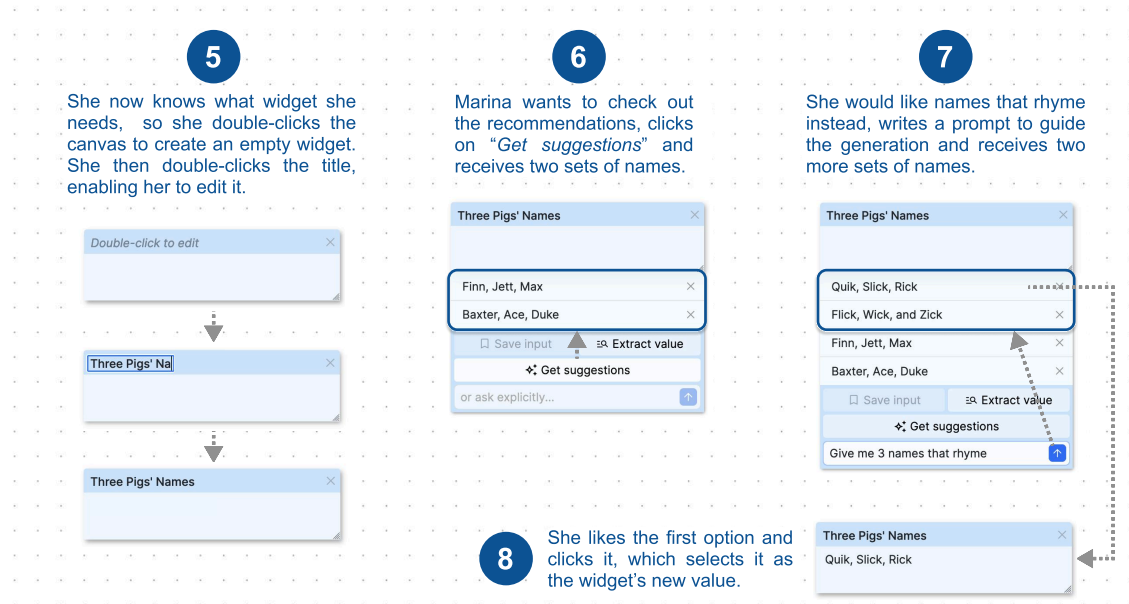 5
She now knows what widget she
needs, so she double-clicks the
canvas to create an empty widget.
She then double-clicks the title,
enabling her to edit it.
Double-click to edit
Three Pigs' Na
Three Pigs' Names
6
Marina wants to check out
the recommendations, clicks
on “Get suggestions” and
receives two sets of names.
Three Pigs' Names
Finn, Jett, Max
Baxter, Ace, Duke
Save input
Extract value
Get suggestions
or ask explicitly...
7
She would like names that rhyme
instead, writes a prompt to guide
the generation and receives two
more sets of names.
Three Pigs' Names
Quik, Slick, Rick
Flick, Wick, and Zick
Finn, Jett, Max
Baxter, Ace, Duke
Save input
Extract value
Get suggestions
Give me 3 names that rhyme
8
She likes the first option and
clicks it, which selects it as
the widget’s new value.
Three Pigs' Names
Quik, Slick, Rick